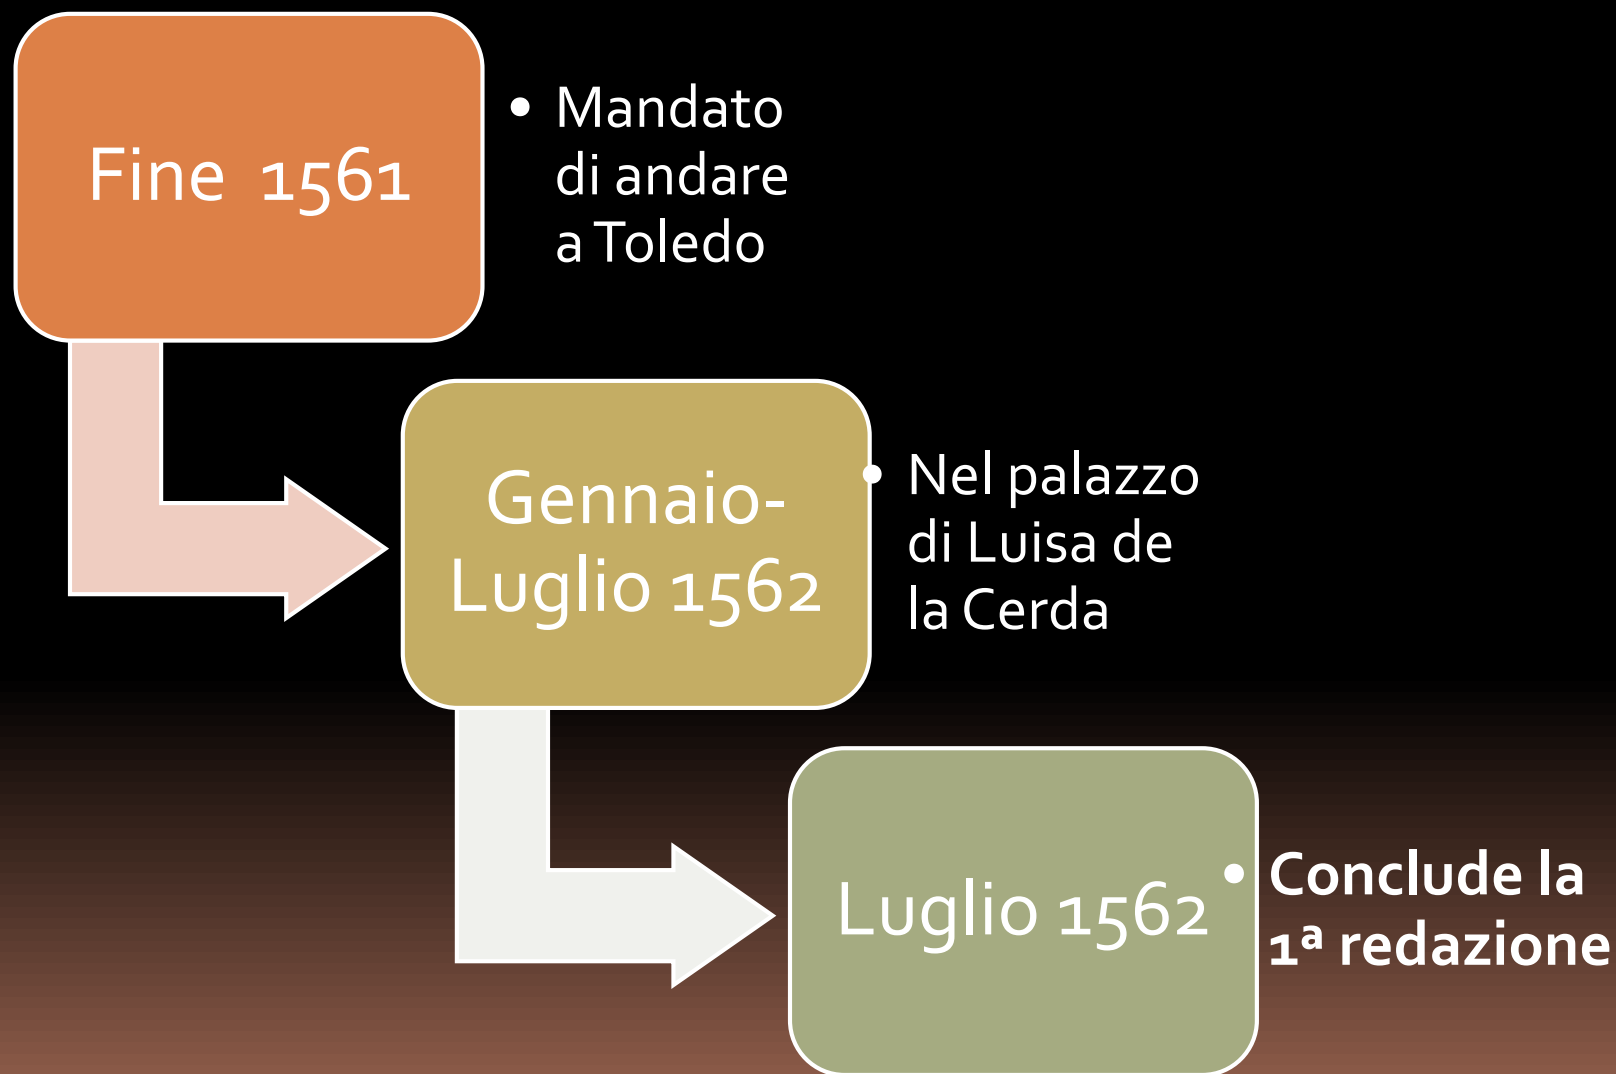 Fine 1561
• Mandato
di andare
a Toledo
Gennaio-
Luglio 1562
• Nel palazzo
di Luisa de
la Cerda
Luglio 1562
• Conclude la
1ª redazione